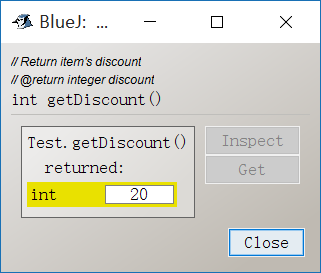 BlueJ:
// Return item's discount
// @return integer discount
int getDiscount()
Test.getDiscount()
returned:
int 20
Inspect
Get
Close